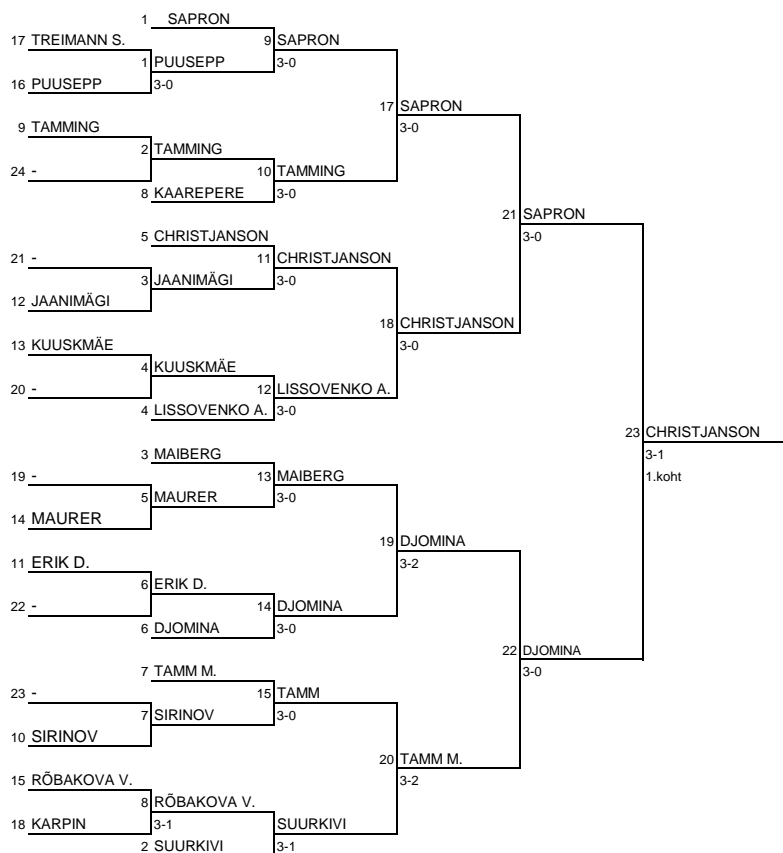 1 SAPRON
17 TREIMANN S. 9 SAPRON
1 PUUSEPP 3-0
16 PUUSEPP 3-0
17 SAPRON
9 TAMMING 3-0
2 TAMMING
24 - 10 TAMMING
8 KAAREPERE 3-0
21 SAPRON
5 CHRISTJANSON 3-0
21 - 11 CHRISTJANSON
3 JAANIMÄGI 3-0
12 JAANIMÄGI
18 CHRISTJANSON
13 KUUSKMÄE 3-0
4 KUUSKMÄE
20 - 12 LISSOVENKO A.
4 LISSOVENKO A. 3-0
23 CHRISTJANSON
3 MAIBERG 3-1
19 - 13 MAIBERG 1.koht
5 MAURER 3-0
14 MAURER
19 DJOMINA
11 ERIK D. 3-2
6 ERIK D.
22 - 14 DJOMINA
6 DJOMINA 3-0
22 DJOMINA
7 TAMM M. 3-0
23 - 15 TAMM
7 SIRINOV 3-0
10 SIRINOV
20 TAMM M.
15 RÕBAKOVA V. 3-2
8 RÕBAKOVA V.
18 KARPIN 3-1 SUURKIVI
2 SUURKIVI 3-1